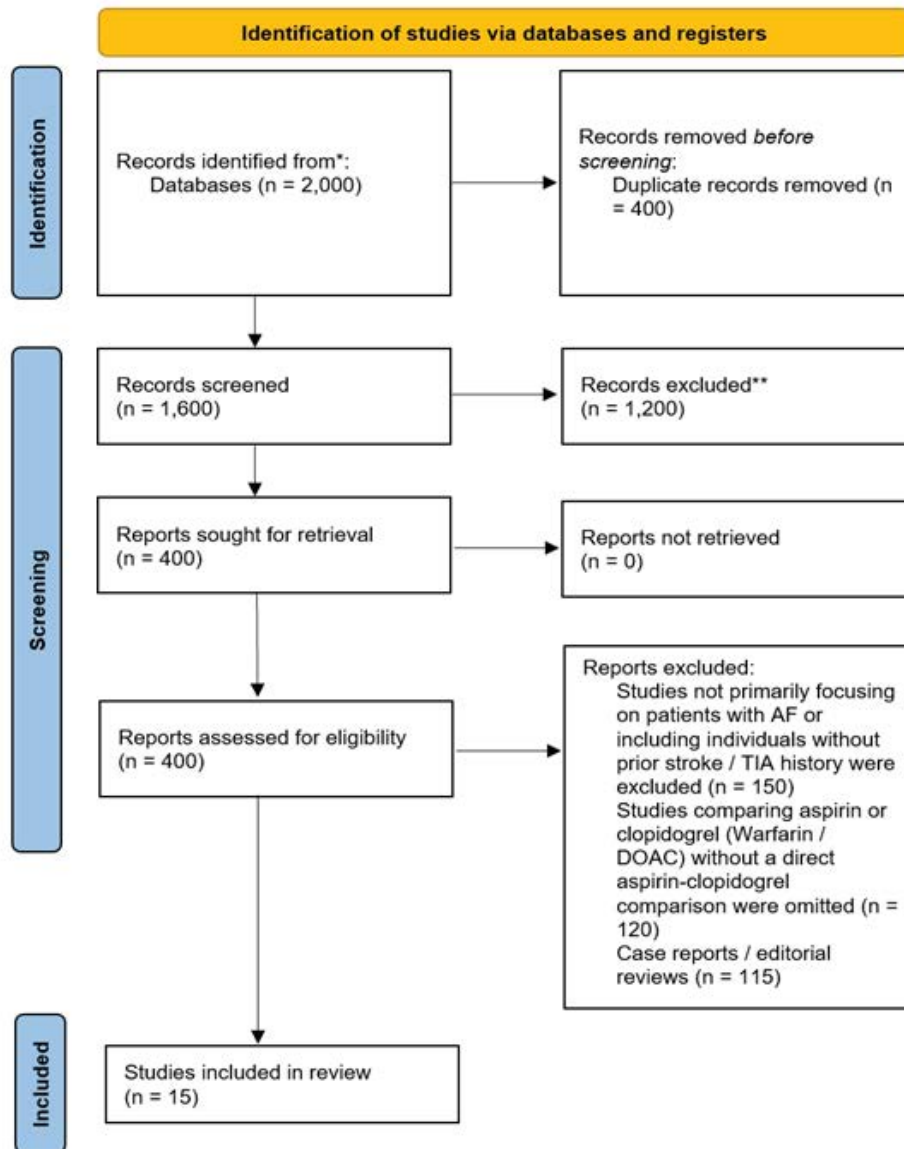 Identification of studies via databases and registers
Identification
Records identified from*:
Databases (n = 2,000)
Records removed before
screening:
Duplicate records removed (n
= 400)
Screening
Records screened
(n = 1,600)
Records excluded**
(n = 1,200)
Reports sought for retrieval
(n = 400)
Reports not retrieved
(n = 0)
Reports assessed for eligibility
(n = 400)
Reports excluded:
Studies not primarily focusing
on patients with AF or
including individuals without
prior stroke / TIA history were
excluded (n = 150)
Studies comparing aspirin or
clopidogrel (Warfarin /
DOAC) without a direct
aspirin-clopidogrel
comparison were omitted (n =
120)
Case reports / editorial
reviews (n = 115)
Included
Studies included in review
(n = 15)